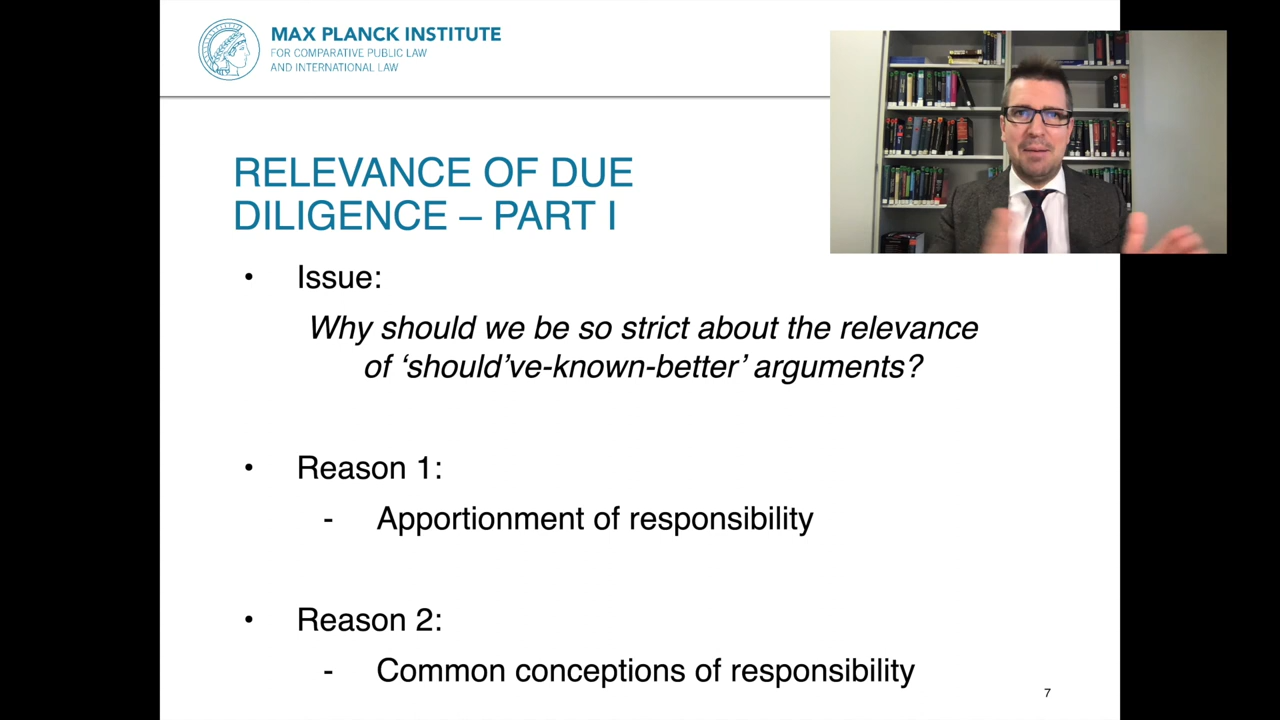 MAX PLANCK INSTITUTE
FOR COMPARATIVE PUBLIC LAW
AND INTERNATIONAL LAW
RELEVANCE OF DUE
DILIGENCE – PART I
• Issue:
Why should we be so strict about the relevance
of ‘should’ve-known-better’ arguments?
• Reason 1:
- Apportionment of responsibility
• Reason 2:
- Common conceptions of responsibility
7